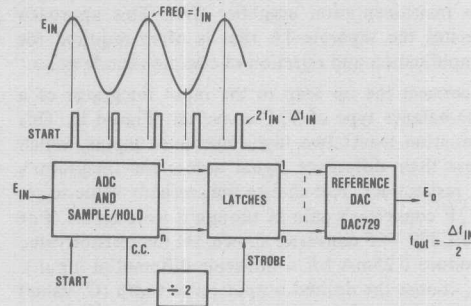 FREQ = fIN
EIN
2fIN - ΔfIN
START
EIN
ADC
AND
SAMPLE/HOLD
1
n
LATCHES
1
n
REFERENCE
DAC
DAC729
E0
fout = ΔfIN / 2
C.C.
START
÷ 2
STROBE